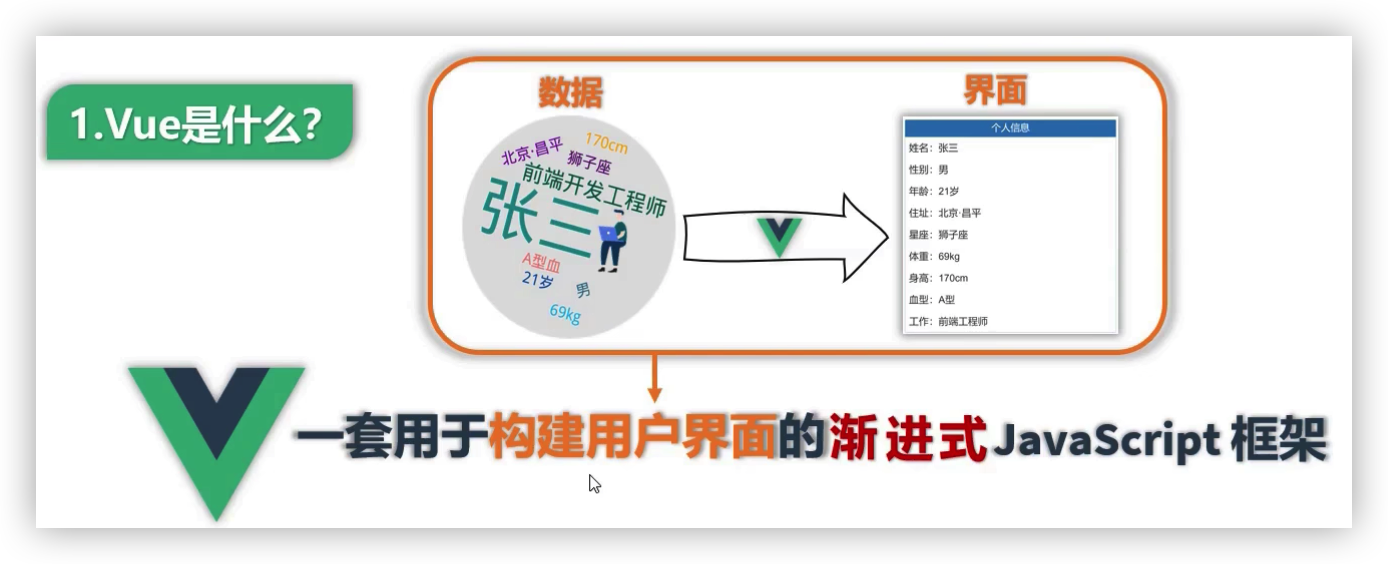 1.Vue是什么？
数据
北京·昌平
170cm
狮子座
前端开发工程师
张三
A型血
21岁
男
69kg
界面
个人信息
姓名：张三
性别：男
年龄：21岁
住址：北京·昌平
星座：狮子座
体重：69kg
身高：170cm
血型：A型
工作：前端工程师
一套用于构建用户界面的渐进式JavaScript 框架